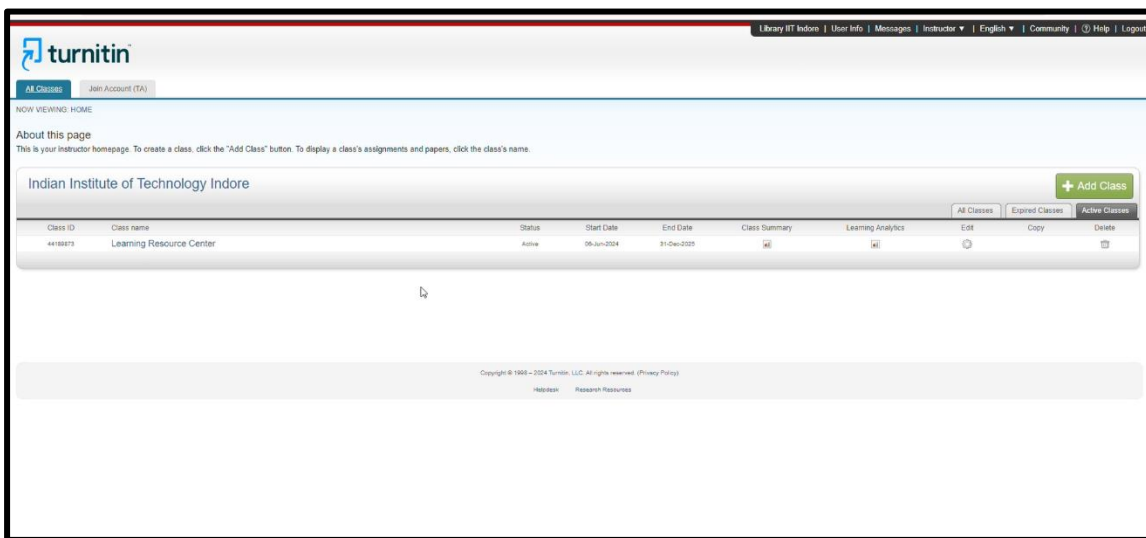 Library IIT Indore | User Info | Messages | Instructor ▼ | English ▼ | Community | ? Help | Logout
turnitin
All Classes Join Account (TA)
NOW VIEWING: HOME
About this page
This is your instructor homepage. To create a class, click the "Add Class" button. To display a class's assignments and papers, click the class's name.
Indian Institute of Technology Indore + Add Class
All Classes Expired Classes Active Classes
Class ID Class name Status Start Date End Date Class Summary Learning Analytics Edit Copy Delete
Learning Resource Center Active 06-Jun-2024 31-Dec-2025
Copyright © 1998 – 2024 Turnitin, LLC. All rights reserved. (Privacy Policy)
Helpdesk Research Resources